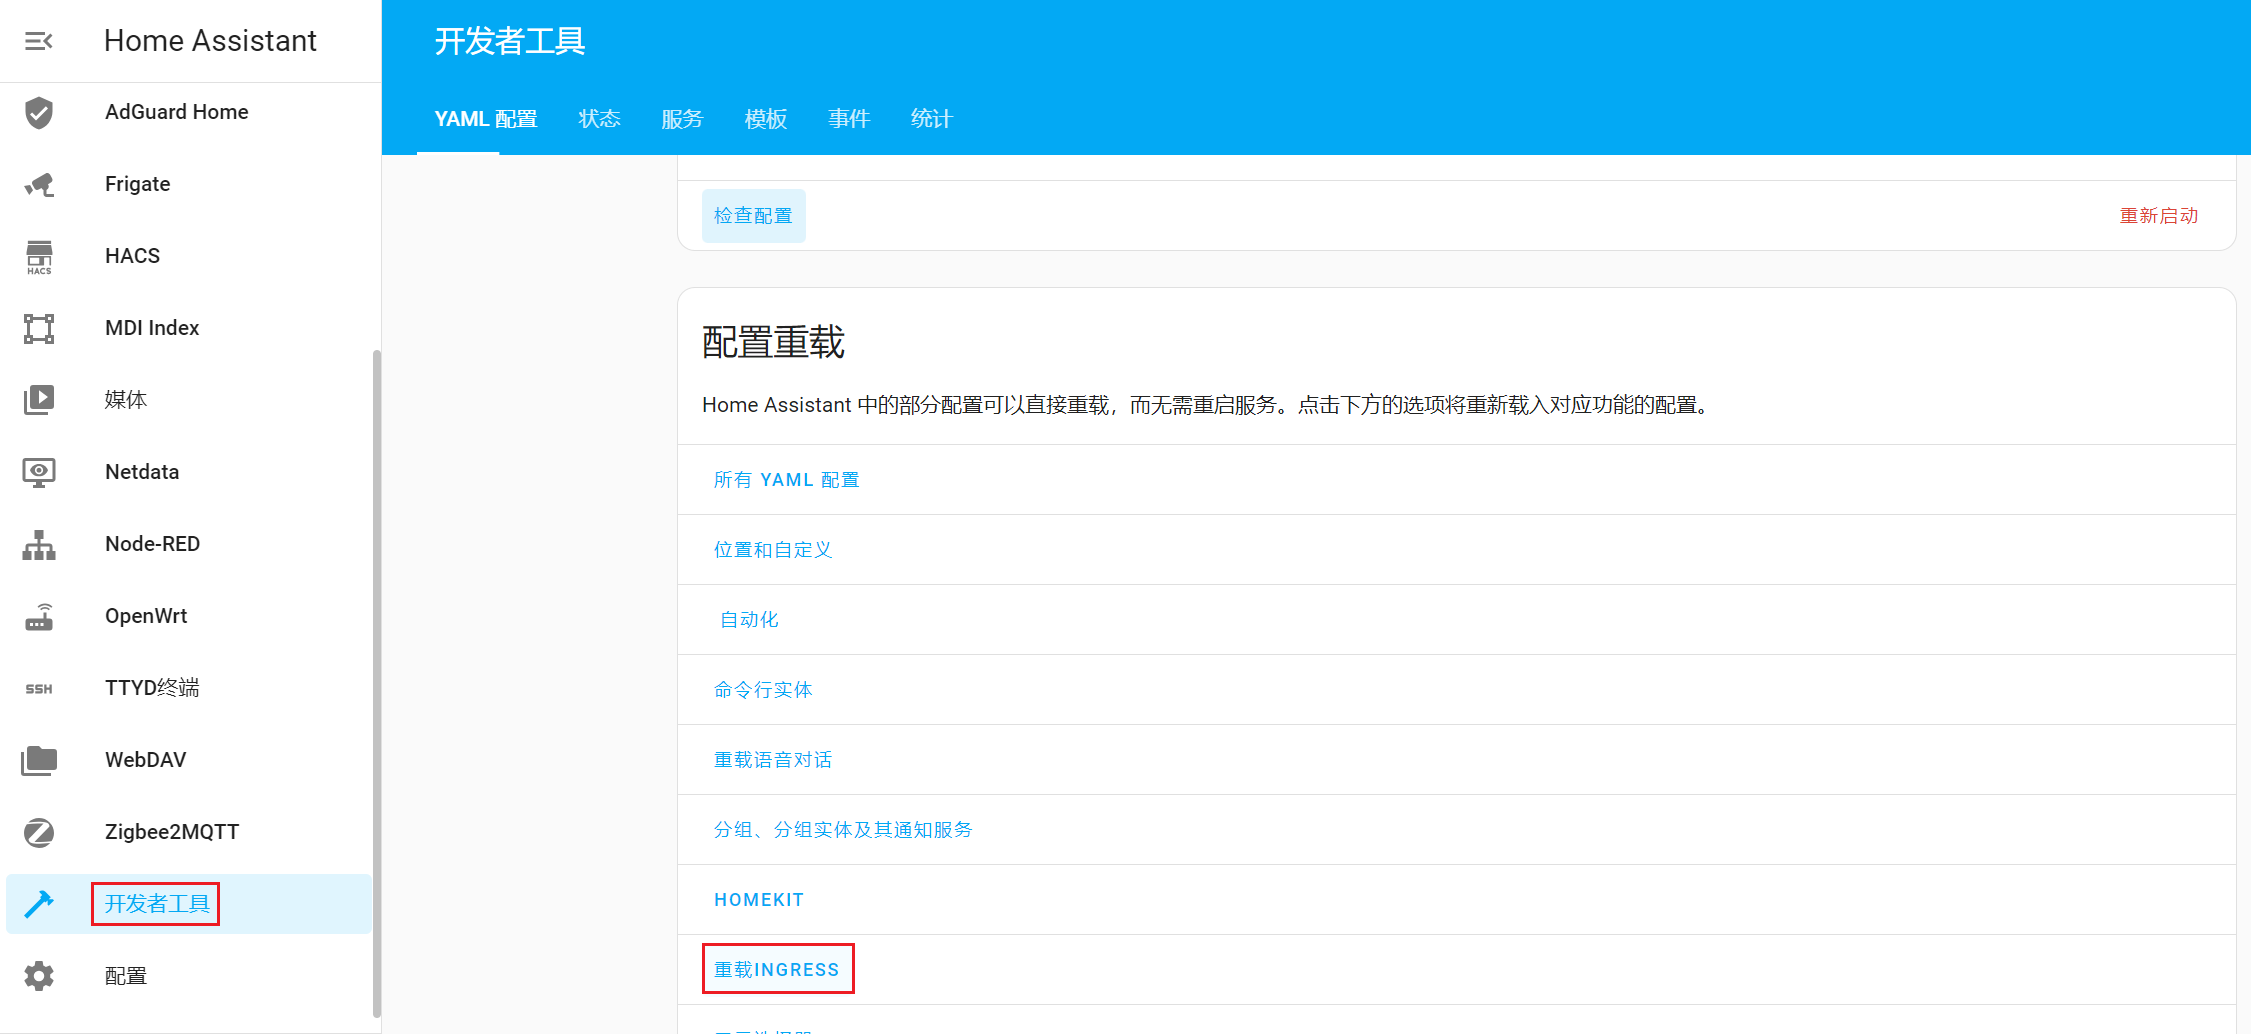 Home Assistant
AdGuard Home
Frigate
HACS
HACS
MDI Index
媒体
Netdata
Node-RED
OpenWrt
SSH
TTYD终端
WebDAV
Zigbee2MQTT
开发者工具
配置
开发者工具
YAML 配置 状态 服务 模板 事件 统计
检查配置 重新启动
配置重载
Home Assistant 中的部分配置可以直接重载，而无需重启服务。点击下方的选项将重新载入对应功能的配置。
所有 YAML 配置
位置和自定义
自动化
命令行实体
重载语音对话
分组、分组实体及其通知服务
HOMEKIT
重载INGRESS